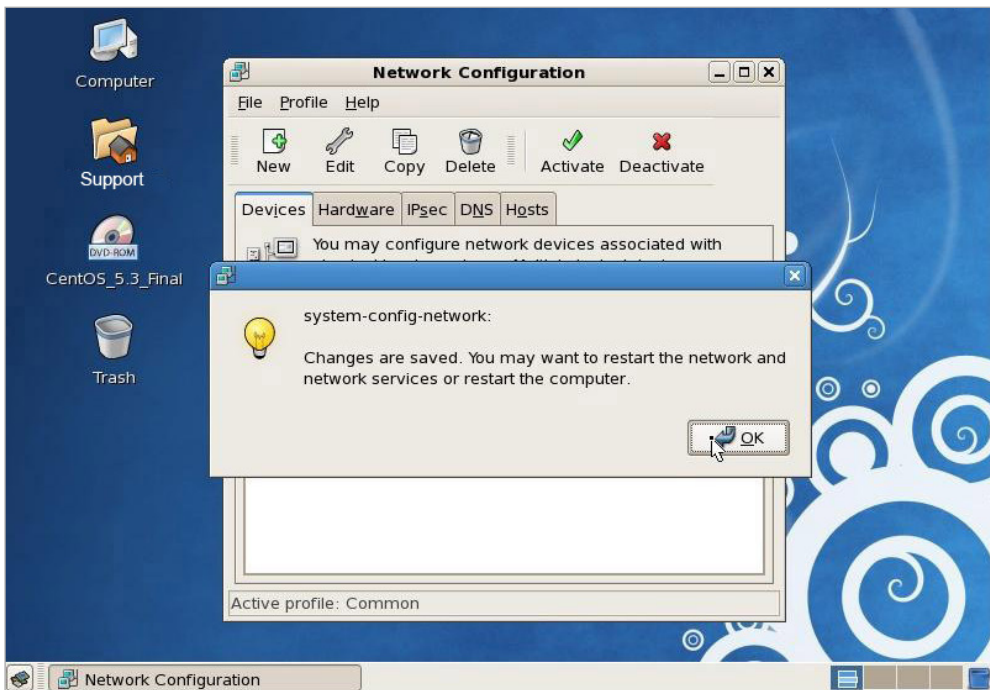 Computer
Support
DVD-ROM
CentOS_5.3_Final
Trash
Network Configuration
File Profile Help
New Edit Copy Delete Activate Deactivate
Devices Hardware IPsec DNS Hosts
You may configure network devices associated with
system-config-network:
Changes are saved. You may want to restart the network and
network services or restart the computer.
OK
Active profile: Common
Network Configuration